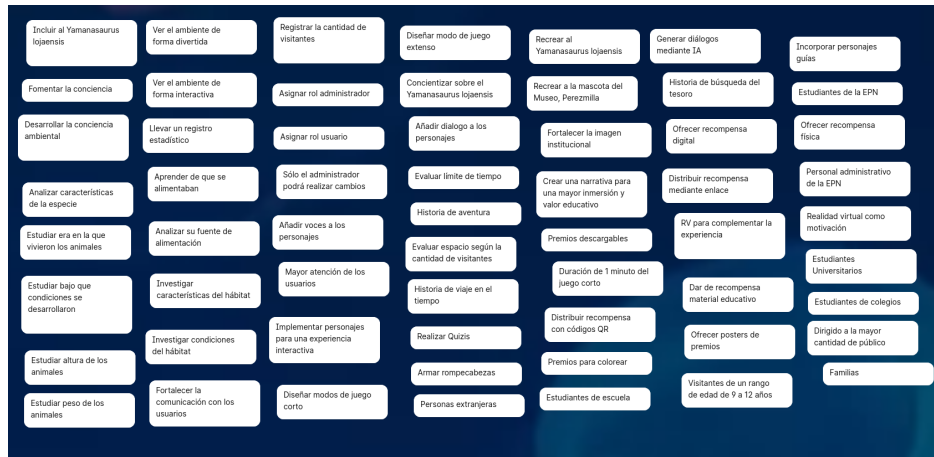 Incluir al Yamanasaurus
lojaensis
Fomentar la conciencia
Desarrollar la conciencia
ambiental
Analizar características
de la especie
Estudiar era en la que
vivieron los animales
Estudiar bajo que
condiciones se
desarrollaron
Estudiar altura de los
animales
Estudiar peso de los
animales
Ver el ambiente de
forma divertida
Ver el ambiente de
forma interactiva
Llevar un registro
estadístico
Aprender de que se
alimentaban
Analizar su fuente de
alimentación
Investigar
características del hábitat
Investigar condiciones
del hábitat
Fortalecer la
comunicación con los
usuarios
Registrar la cantidad de
visitantes
Asignar rol administrador
Asignar rol usuario
Sólo el administrador
podrá realizar cambios
Añadir voces a los
personajes
Mayor atención de los
usuarios
Implementar personajes
para una experiencia
interactiva
Diseñar modos de juego
corto
Diseñar modo de juego
extenso
Concientizar sobre el
Yamanasaurus lojaensis
Añadir dialogo a los
personajes
Evaluar límite de tiempo
Historia de aventura
Evaluar espacio según la
cantidad de visitantes
Historia de viaje en el
tiempo
Realizar Quizis
Armar rompecabezas
Personas extranjeras
Recrear al
Yamanasaurus lojaensis
Recrear a la mascota del
Museo, Perezmilla
Fortalecer la imagen
institucional
Crear una narrativa para
una mayor inmersión y
valor educativo
Premios descargables
Duración de 1 minuto del
juego corto
Distribuir recompensa
con códigos QR
Premios para colorear
Estudiantes de escuela
Generar diálogos
mediante IA
Historia de búsqueda del
tesoro
Ofrecer recompensa
digital
Distribuir recompensa
mediante enlace
RV para complementar la
experiencia
Dar de recompensa
material educativo
Ofrecer posters de
premios
Visitantes de un rango
de edad de 9 a 12 años
Incorporar personajes
guías
Estudiantes de la EPN
Ofrecer recompensa
física
Personal administrativo
de la EPN
Realidad virtual como
motivación
Estudiantes
Universitarios
Estudiantes de colegios
Dirigido a la mayor
cantidad de público
Familias